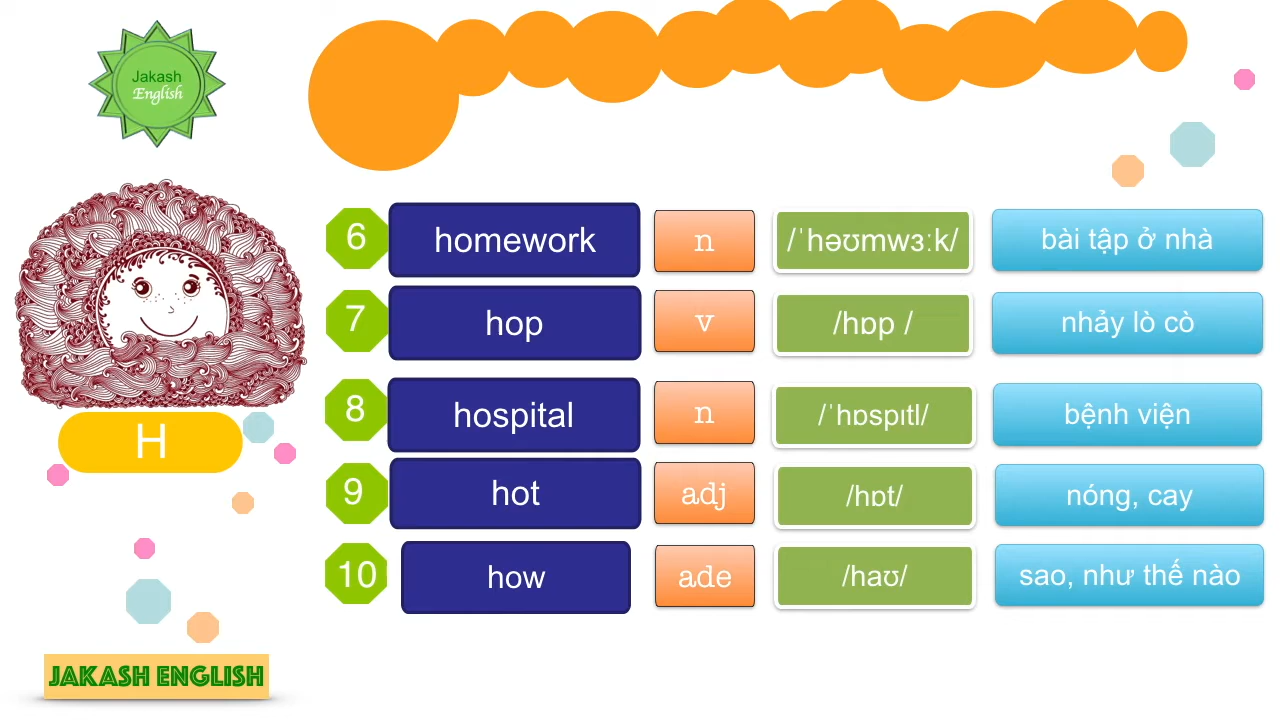 Jakash
English
6 homework n /ˈhəʊmwɜːk/ bài tập ở nhà
7 hop v /hɒp / nhảy lò cò
8 hospital n /ˈhɒspɪtl/ bệnh viện
9 hot adj /hɒt/ nóng, cay
10 how ade /haʊ/ sao, như thế nào
H
JAKASH ENGLISH